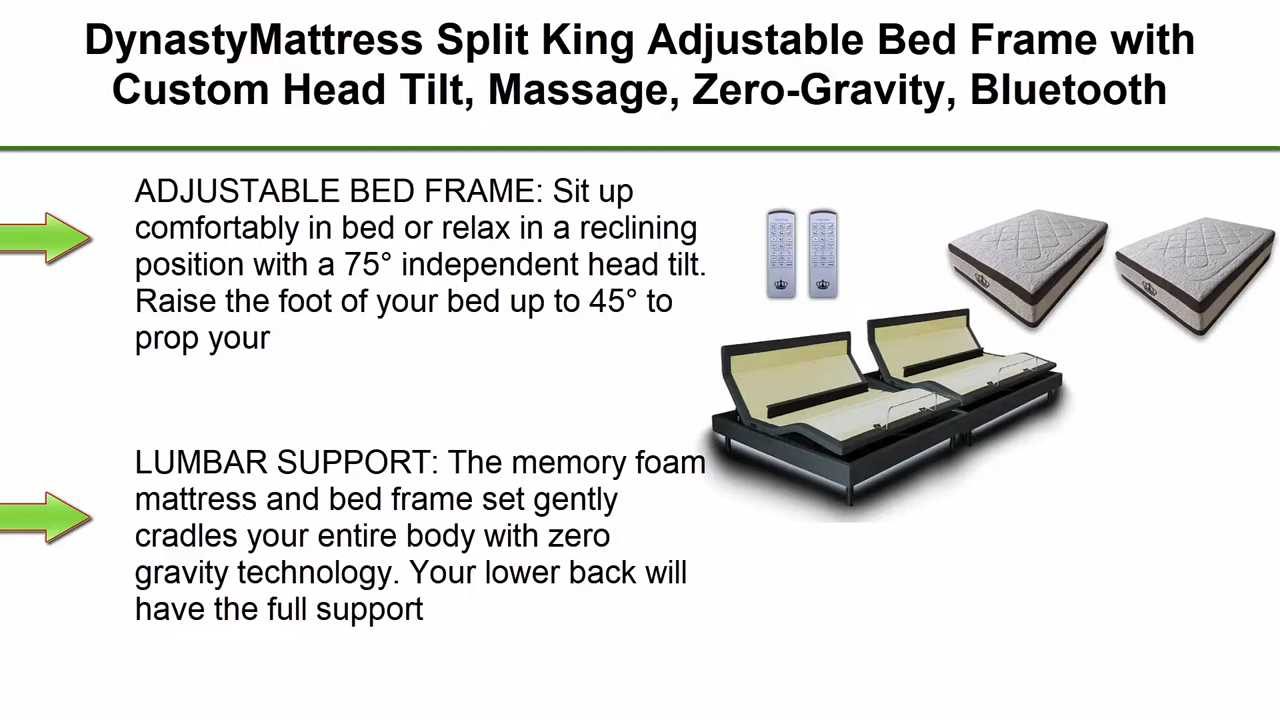 DynastyMattress Split King Adjustable Bed Frame with
Custom Head Tilt, Massage, Zero-Gravity, Bluetooth
ADJUSTABLE BED FRAME: Sit up
comfortably in bed or relax in a reclining
position with a 75° independent head tilt.
Raise the foot of your bed up to 45° to
prop your
LUMBAR SUPPORT: The memory foam
mattress and bed frame set gently
cradles your entire body with zero
gravity technology. Your lower back will
have the full support